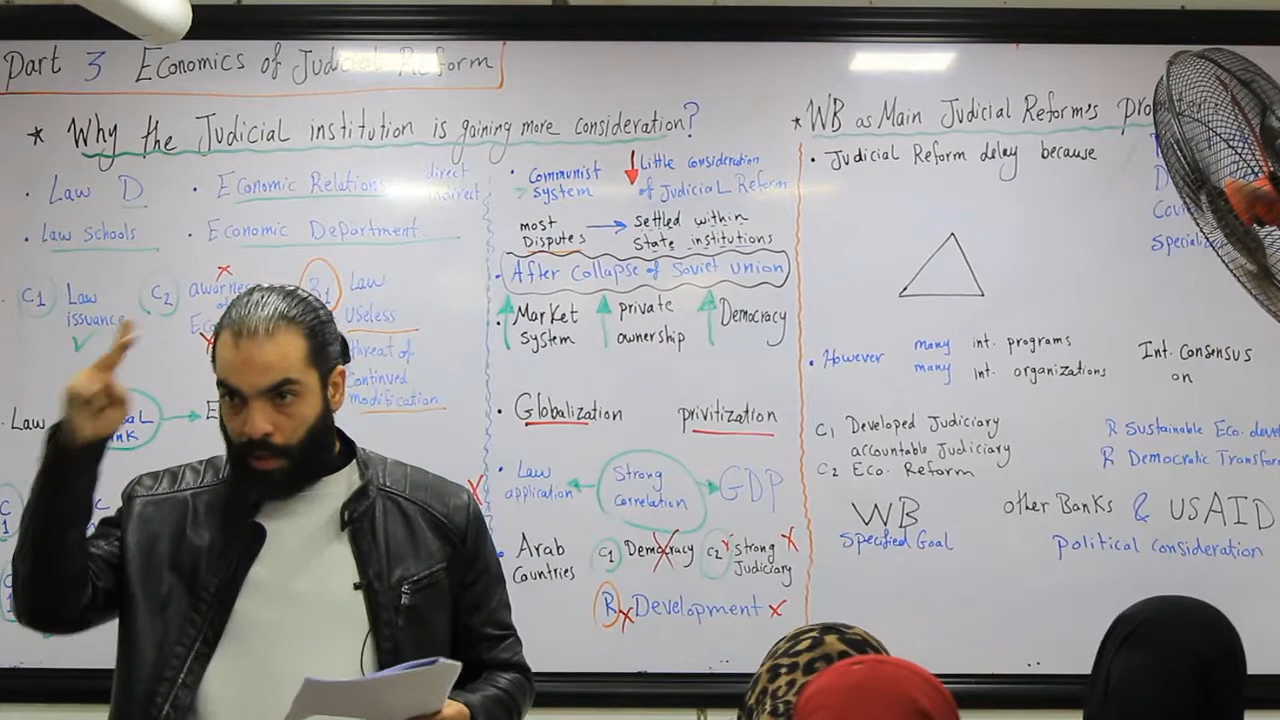 Part 3 Economics of Judicial Reform
* Why the Judicial institution is gaining more consideration?
• Law D
• Economic Relations
direct
indirect
• Law schools
• Economic Department
C1 Law
issuance
C2
R1 Law
useless
threat of
continued
modification
Law
• Communist
system
Little consideration
of Judicial Reform
most
Disputes
settled within
State institutions
• After collapse of Soviet union
• Market
system
private
ownership
Democracy
• Globalization
privitization
• Law
application
Strong
correlation
GDP
• Arab
Countries
C1 Democracy
C2 strong
Judiciary
R Development
* WB as Main Judicial Reform's
• Judicial Reform delay because
• However
many int. programs
many int. organizations
Int. consensus
on
C1 Developed Judiciary
accountable Judiciary
C2 Eco. Reform
R Sustainable Eco.
R Democratic
WB
Specified Goal
other Banks & USAID
political consideration